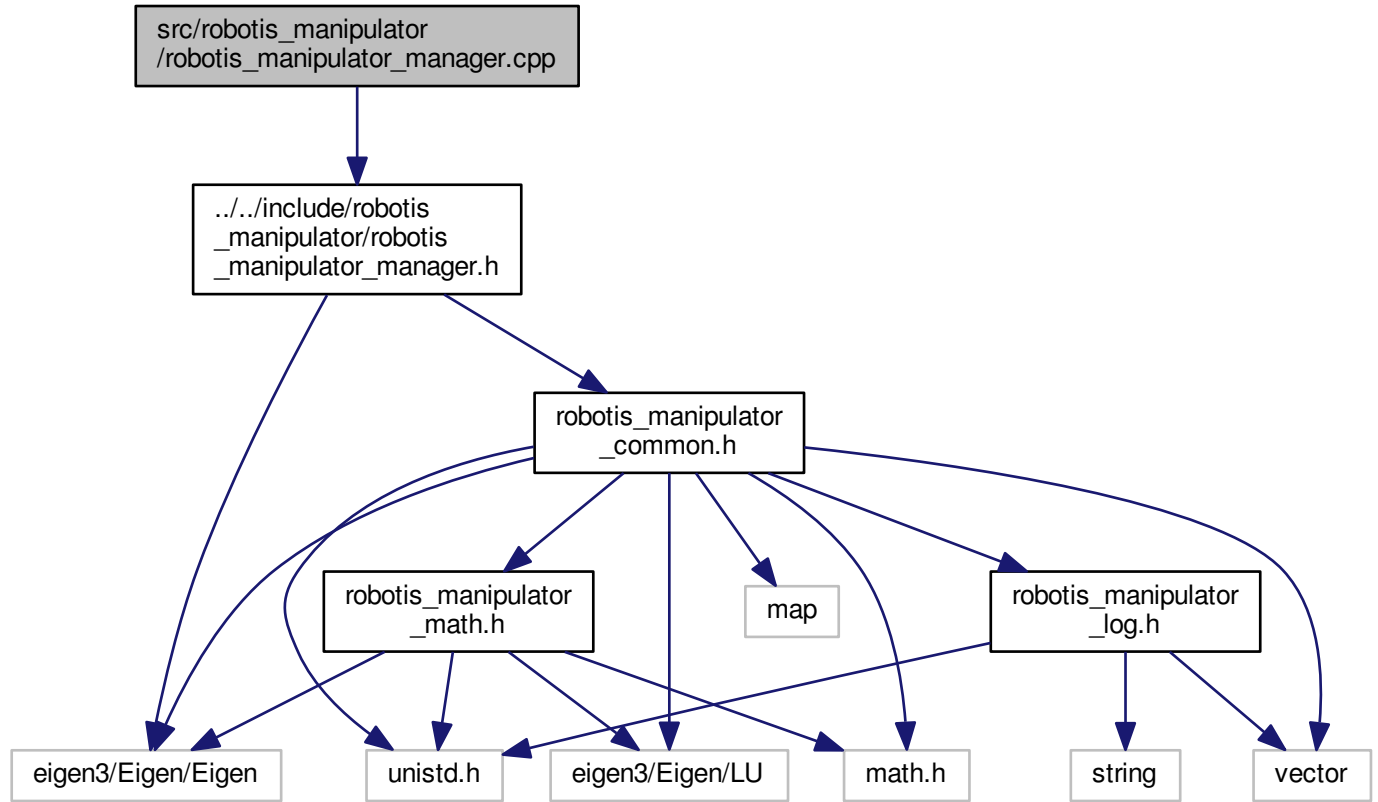 src/robotis_manipulator
/robotis_manipulator_manager.cpp
../../include/robotis
_manipulator/robotis
_manipulator_manager.h
robotis_manipulator
_common.h
robotis_manipulator
_math.h
map
robotis_manipulator
_log.h
eigen3/Eigen/Eigen
unistd.h
eigen3/Eigen/LU
math.h
string
vector